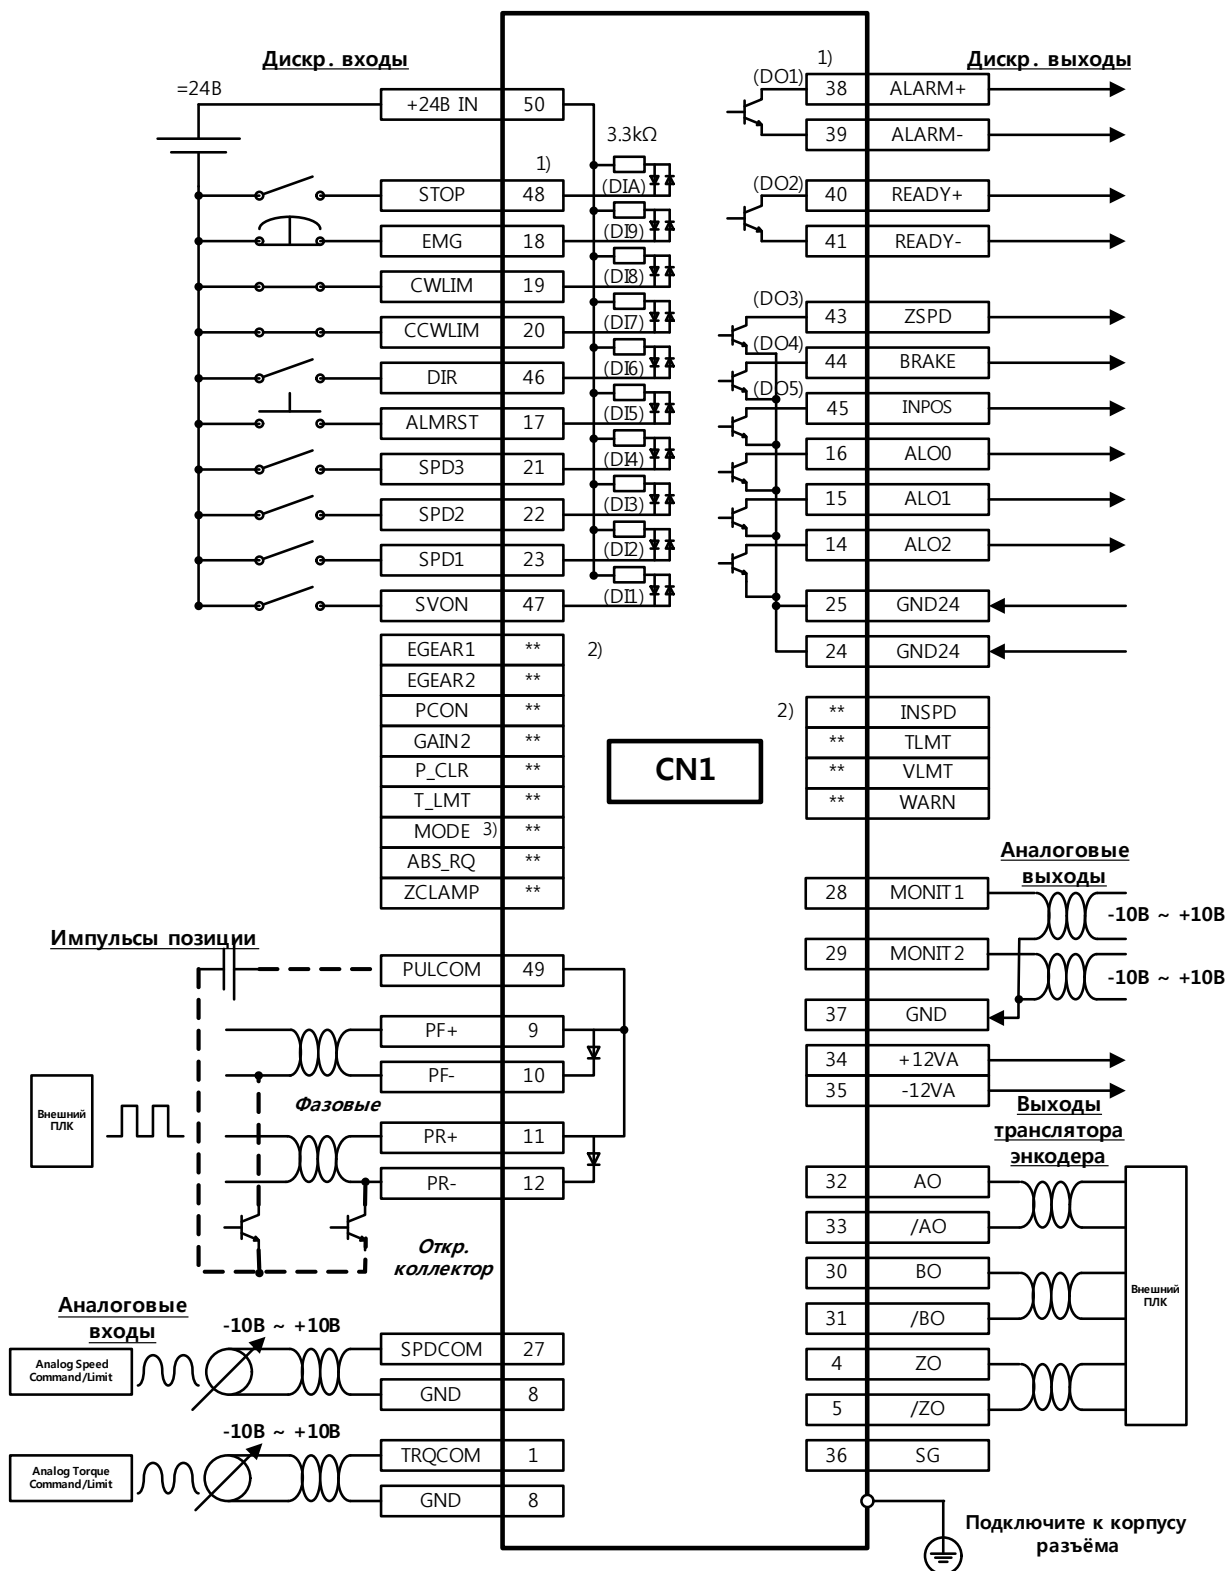 Дискр. входы
=24В
+24В IN 50
3.3kΩ
1)
STOP 48 (DIA)
EMG 18 (DI9)
CWLIM 19 (DI8)
CCWLIM 20 (DI7)
DIR 46 (DI6)
ALMRST 17 (DI5)
SPD3 21 (DI4)
SPD2 22 (DI3)
SPD1 23 (DI2)
SVON 47 (DI1)
EGEAR1 ** 2)
EGEAR2 **
PCON **
GAIN2 **
P_CLR **
T_LMT **
MODE 3) **
ABS_RQ **
ZCLAMP **
CN1
1)
Дискр. выходы
(DO1) 38 ALARM+
39 ALARM-
(DO2) 40 READY+
41 READY-
(DO3) 43 ZSPD
(DO4) 44 BRAKE
(DO5) 45 INPOS
16 ALO0
15 ALO1
14 ALO2
25 GND24
24 GND24
2) ** INSPD
** TLMT
** VLMT
** WARN
Аналоговые
выходы
28 MONIT1
-10В ~ +10В
29 MONIT2
-10В ~ +10В
37 GND
34 +12VA
35 -12VA
Импульсы позиции
PULCOM 49
PF+ 9
PF- 10
Фазовые
Внешний
ПЛК
PR+ 11
PR- 12
Откр.
коллектор
Выходы
транслятора
энкодера
32 AO
33 /AO
30 BO
31 /BO
4 ZO
5 /ZO
Внешний
ПЛК
36 SG
Аналоговые
входы
-10В ~ +10В
Analog Speed
Command/Limit
SPDCOM 27
GND 8
-10В ~ +10В
Analog Torque
Command/Limit
TRQCOM 1
GND 8
Подключите к корпусу
разъёма